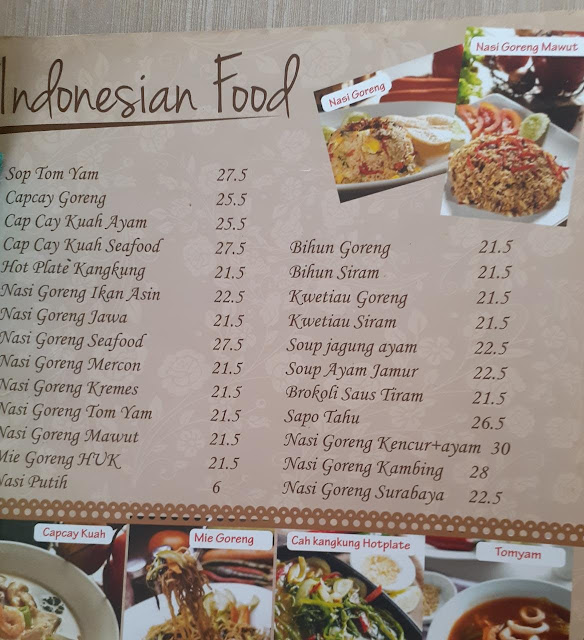 Indonesian Food
Nasi Goreng
Nasi Goreng Mawut
Sop Tom Yam 27.5
Capcay Goreng 25.5
Cap Cay Kuah Ayam 25.5
Cap Cay Kuah Seafood 27.5
Hot Plate Kangkung 21.5
Nasi Goreng Ikan Asin 22.5
Nasi Goreng Jawa 21.5
Nasi Goreng Seafood 27.5
Nasi Goreng Mercon 21.5
Nasi Goreng Kremes 21.5
Nasi Goreng Tom Yam 21.5
Nasi Goreng Mawut 21.5
Mie Goreng HUK 21.5
Nasi Putih 6
Bihun Goreng 21.5
Bihun Siram 21.5
Kwetiau Goreng 21.5
Kwetiau Siram 21.5
Soup jagung ayam 22.5
Soup Ayam Jamur 22.5
Brokoli Saus Tiram 21.5
Sapo Tahu 26.5
Nasi Goreng Kencur+ayam 30
Nasi Goreng Kambing 28
Nasi Goreng Surabaya 22.5
Capcay Kuah
Mie Goreng
Cah kangkung Hotplate
Tomyam